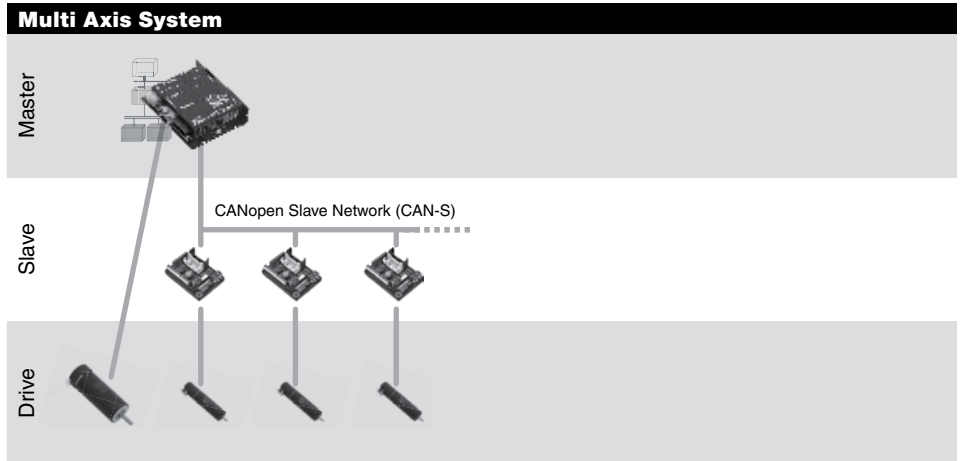 Multi Axis System
Master
CANopen Slave Network (CAN-S)
Slave
Drive